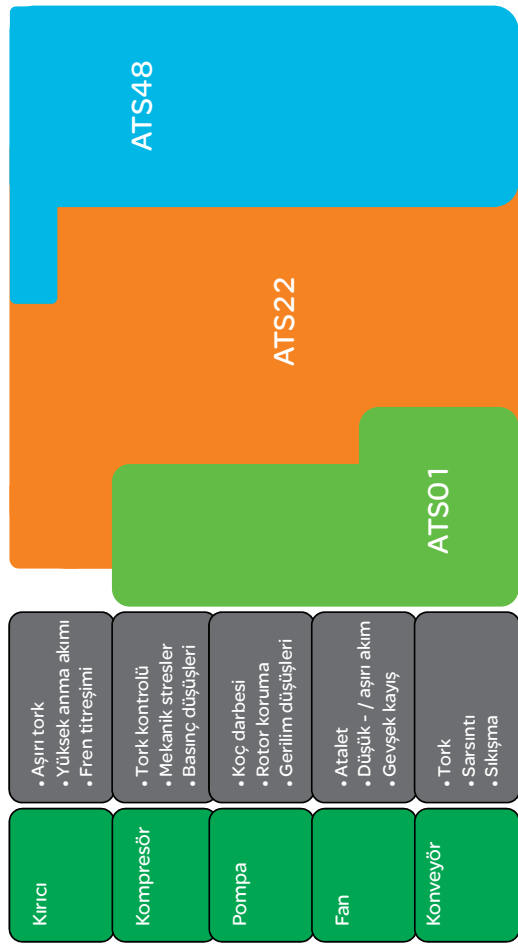 Kırıcı
• Aşırı tork
• Yüksek anma akımı
• Fren titreşimi
Kompresör
• Tork kontrolü
• Mekanik stresler
• Basınç düşüşleri
Pompa
• Koç darbesi
• Rotor koruma
• Gerilim düşüşleri
Fan
• Atalet
• Düşük - / aşırı akım
• Gevşek kayış
Konveyör
• Tork
• Sarsıntı
• Sıkışma
ATS01
ATS22
ATS48